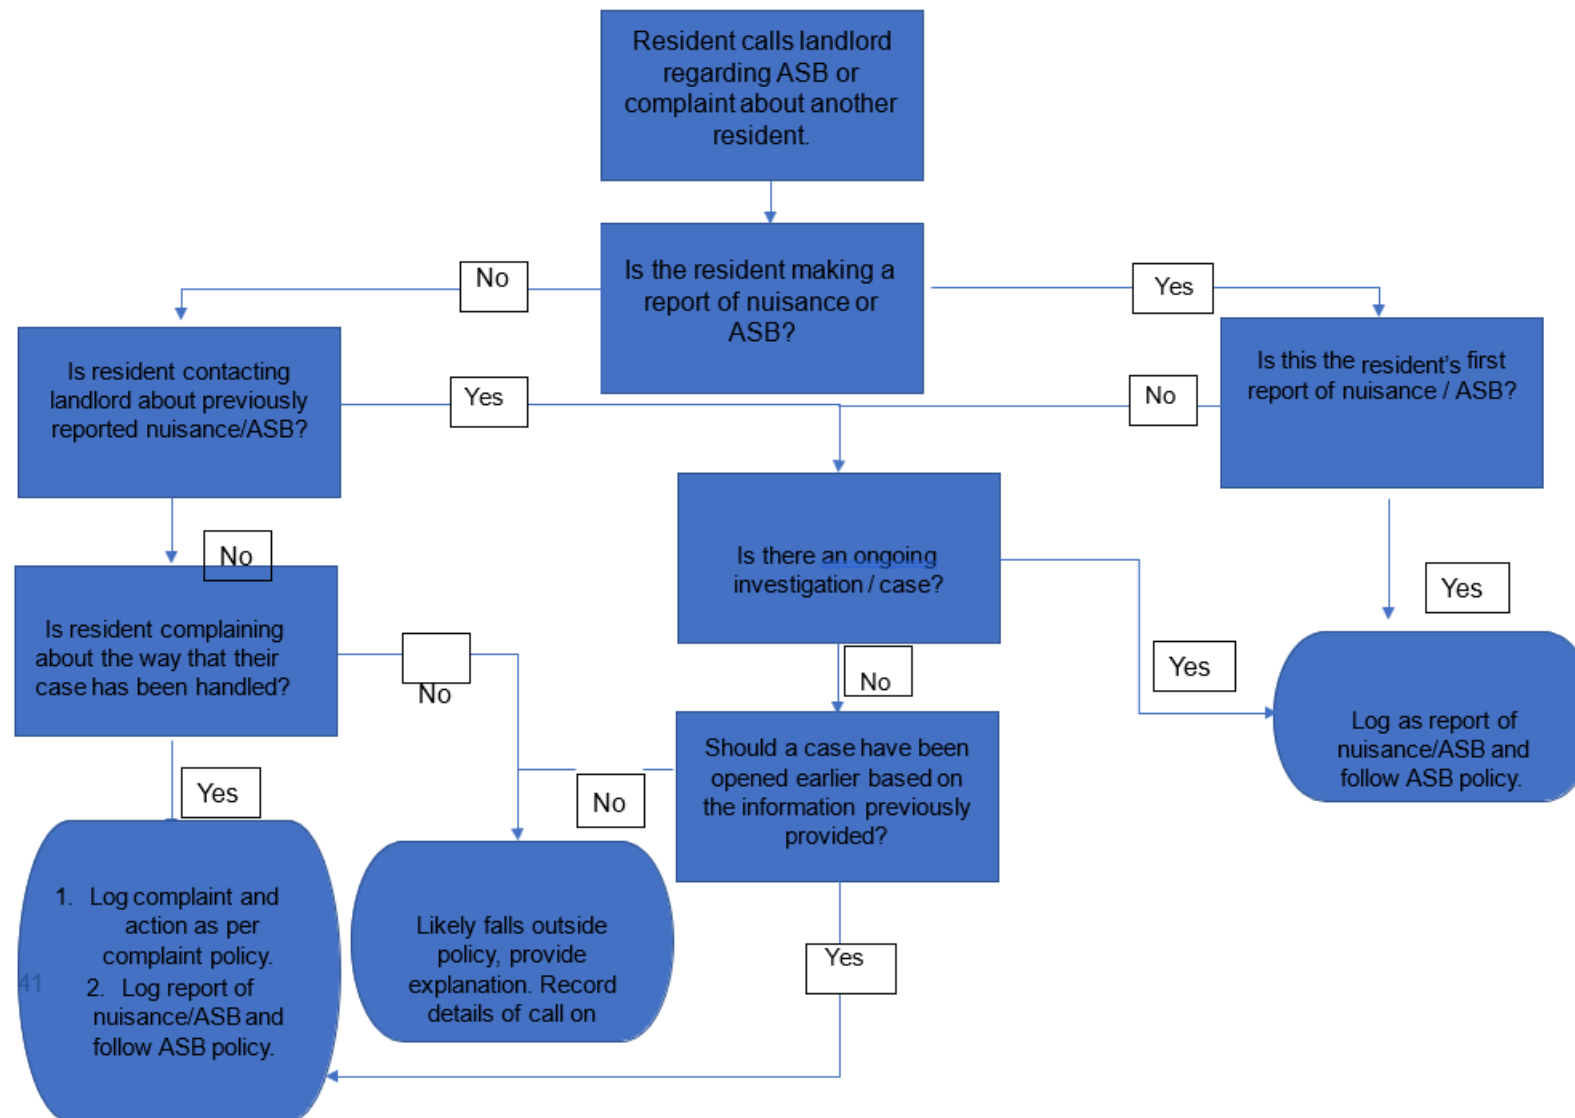 Resident calls landlord
regarding ASB or
complaint about another
resident.
Is the resident making a
report of nuisance or
ASB?
No
Yes
Is resident contacting
landlord about previously
reported nuisance/ASB?
Yes
No
Is this the resident's first
report of nuisance / ASB?
No
Is there an ongoing
investigation / case?
Yes
Yes
Is resident complaining
about the way that their
case has been handled?
No
No
Log as report of
nuisance/ASB and
follow ASB policy.
Should a case have been
opened earlier based on
the information previously
provided?
Yes
No
1. Log complaint and
action as per
complaint policy.
2. Log report of
nuisance/ASB and
follow ASB policy.
41
Likely falls outside
policy, provide
explanation. Record
details of call on
Yes